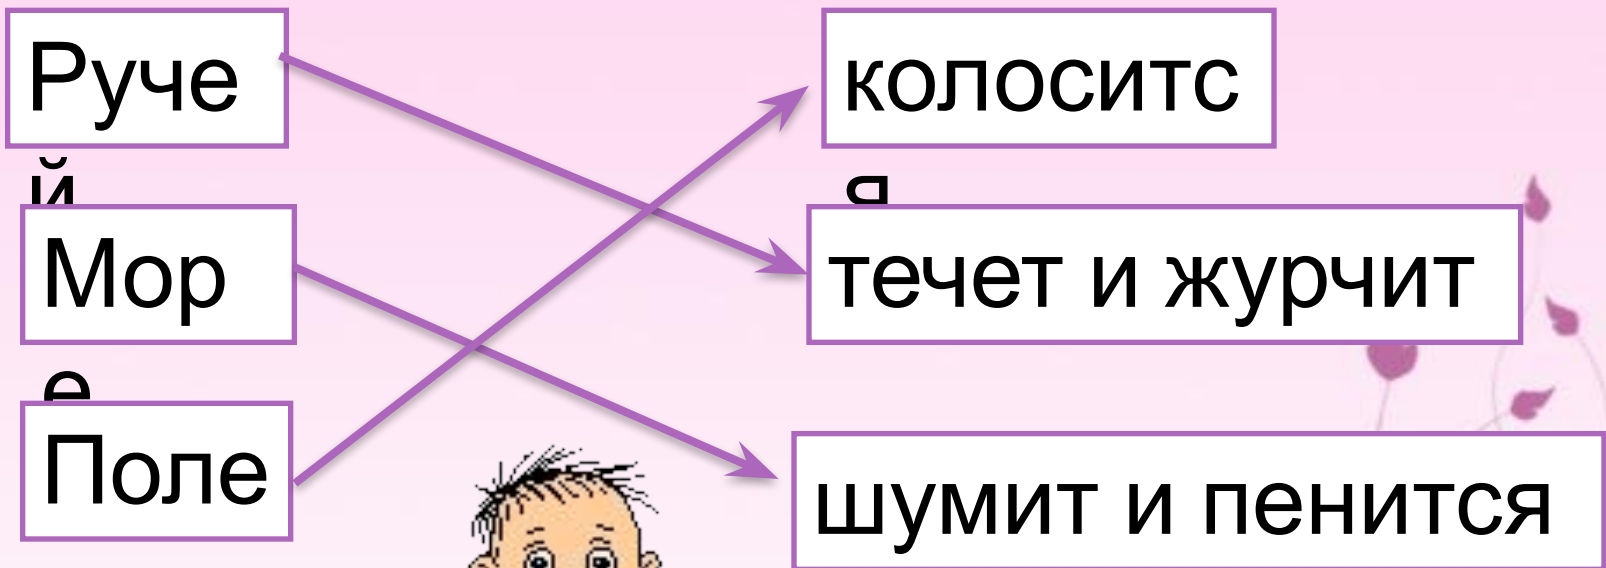 Руче
й
Мор
е
Поле
колоситс
я
течет и журчит
шумит и пенится